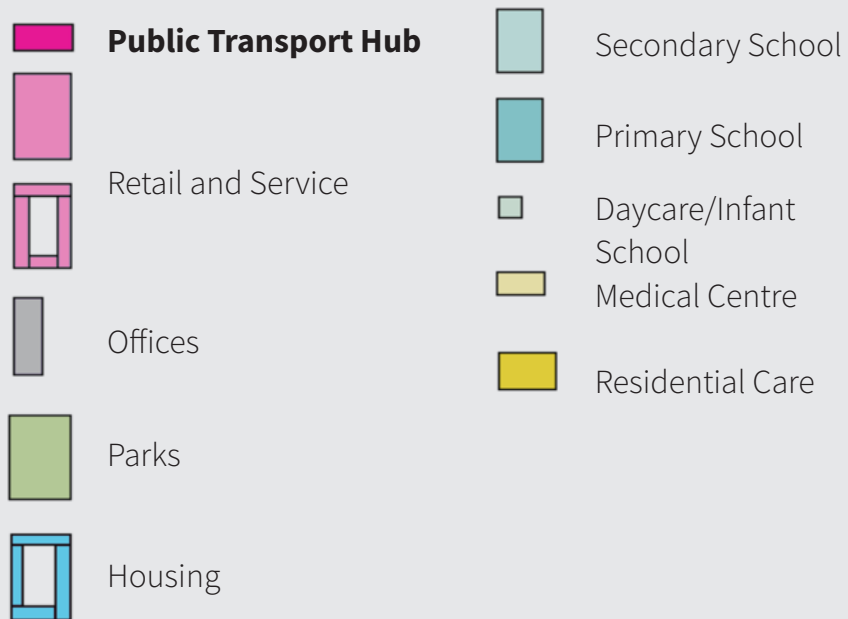 Public Transport Hub
Retail and Service
Offices
Parks
Housing
Secondary School
Primary School
Daycare/Infant
School
Medical Centre
Residential Care